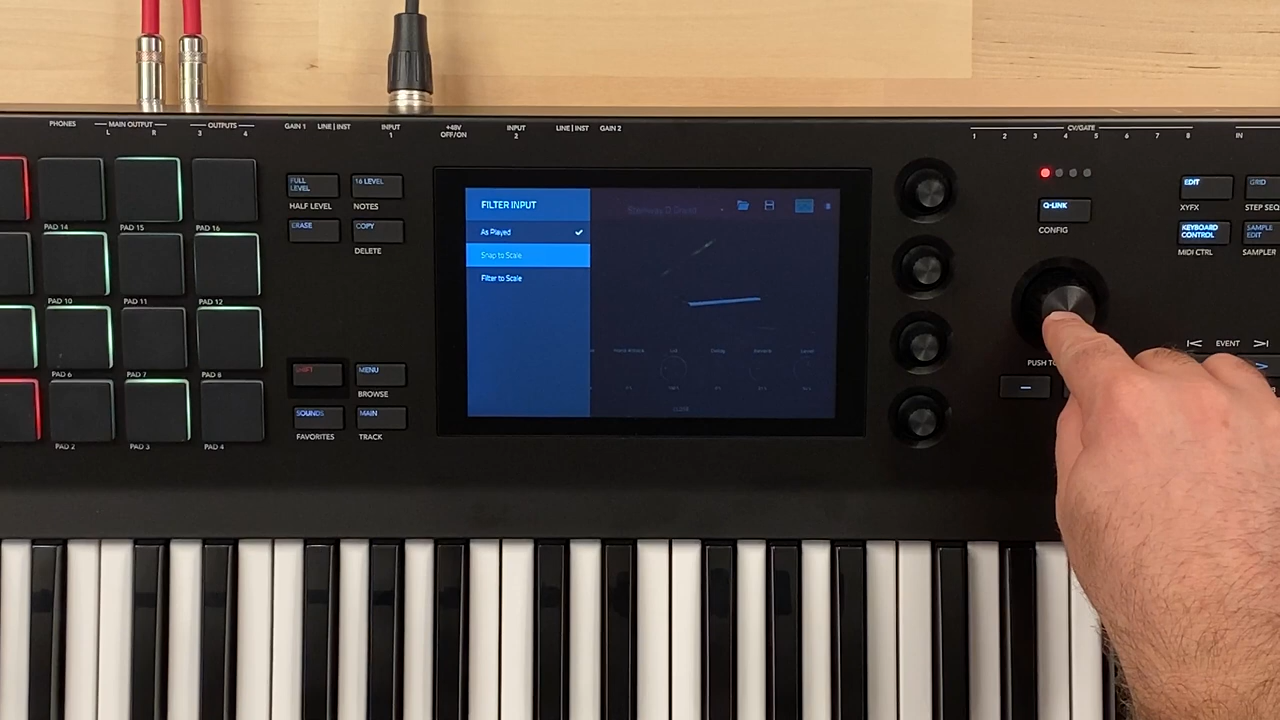 PHONES
MAIN OUTPUT
L R
OUTPUTS
3 4
GAIN 1
LINE | INST
INPUT
1
+48V
OFF/ON
INPUT
2
LINE | INST
GAIN 2
CV/GATE
1 2 3 4 5 6 7 8
IN
PAD 14
PAD 15
PAD 16
PAD 10
PAD 11
PAD 12
PAD 6
PAD 7
PAD 8
PAD 2
PAD 3
PAD 4
FULL
LEVEL
HALF LEVEL
16 LEVEL
NOTES
ERASE
COPY
DELETE
SHIFT
MENU
BROWSE
SOUNDS
FAVORITES
MAIN
TRACK
FILTER INPUT
As Played
Snap to Scale
Filter to Scale
Q-LINK
CONFIG
PUSH TO
EDIT
XYFX
GRID
STEP SEQ
KEYBOARD
CONTROL
MIDI CTRL
SAMPLE
EDIT
SAMPLER
EVENT